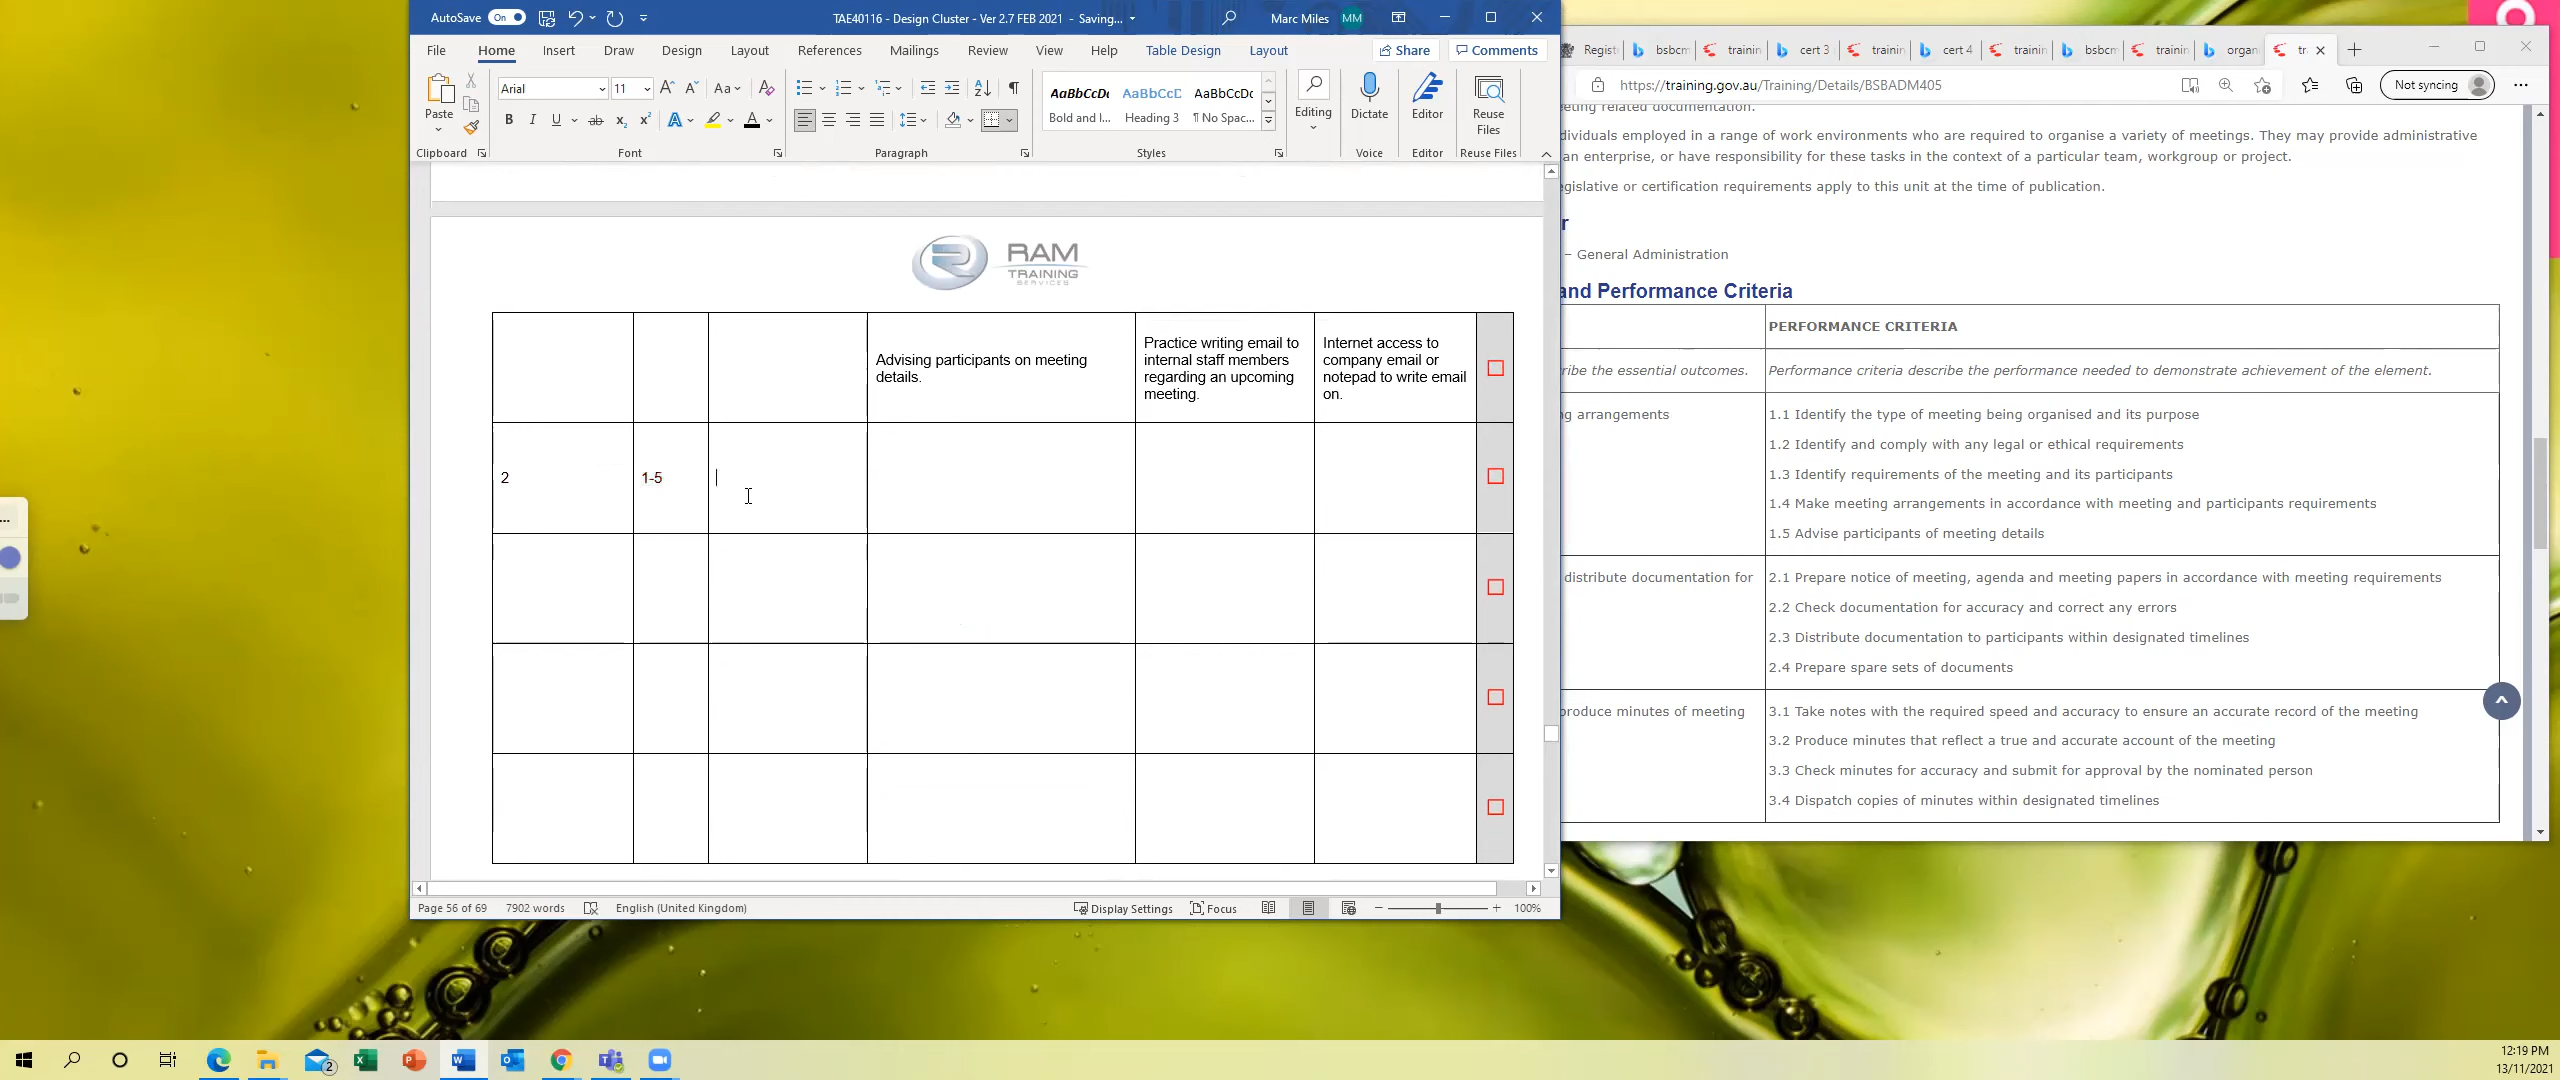 AutoSave On
TAE40116 - Design Cluster - Ver 2.7 FEB 2021 - Saving...
Marc Miles MM
File Home Insert Draw Design Layout References Mailings Review View Help Table Design Layout
Share Comments
Arial 11
Aa
Paste
B I U ab x₂ x² A
AaBbCcDc AaBbCcD AaBbCcDc
Bold and I... Heading 3 ¶ No Spac...
Editing Dictate Editor Reuse Files
Clipboard Font Paragraph Styles Voice Editor Reuse Files
RAM
TRAINING
SERVICES
Advising participants on meeting
details.
Practice writing email to
internal staff members
regarding an upcoming
meeting.
Internet access to
company email or
notepad to write email
on.
2 1-5
Page 56 of 69 7902 words English (United Kingdom) Display Settings Focus 100%
Regist bsbcm trainin cert 3 trainin cert 4 trainin bsbcm trainin organ tr
https://training.gov.au/Training/Details/BSBADM405
Not syncing
eting related documentation.
dividuals employed in a range of work environments who are required to organise a variety of meetings. They may provide administrative
an enterprise, or have responsibility for these tasks in the context of a particular team, workgroup or project.
egislative or certification requirements apply to this unit at the time of publication.
r
– General Administration
and Performance Criteria
PERFORMANCE CRITERIA
ribe the essential outcomes.
Performance criteria describe the performance needed to demonstrate achievement of the element.
ng arrangements
1.1 Identify the type of meeting being organised and its purpose
1.2 Identify and comply with any legal or ethical requirements
1.3 Identify requirements of the meeting and its participants
1.4 Make meeting arrangements in accordance with meeting and participants requirements
1.5 Advise participants of meeting details
distribute documentation for
2.1 Prepare notice of meeting, agenda and meeting papers in accordance with meeting requirements
2.2 Check documentation for accuracy and correct any errors
2.3 Distribute documentation to participants within designated timelines
2.4 Prepare spare sets of documents
produce minutes of meeting
3.1 Take notes with the required speed and accuracy to ensure an accurate record of the meeting
3.2 Produce minutes that reflect a true and accurate account of the meeting
3.3 Check minutes for accuracy and submit for approval by the nominated person
3.4 Dispatch copies of minutes within designated timelines
2
12:19 PM
13/11/2021